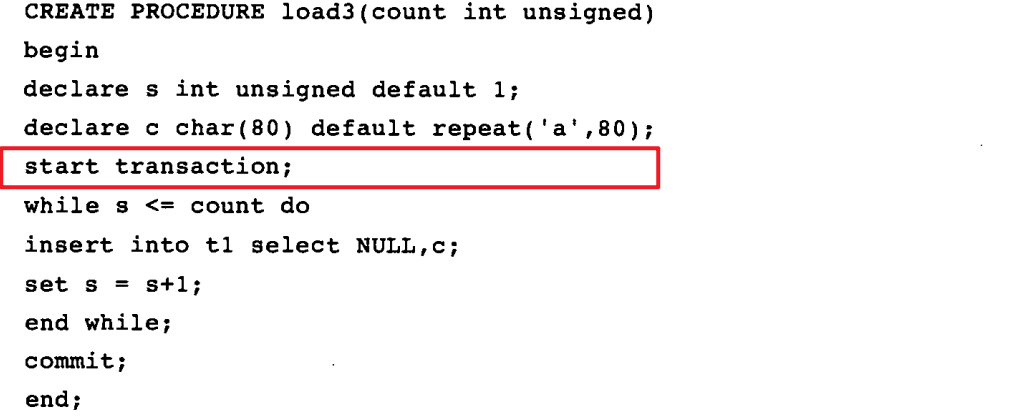 CREATE PROCEDURE load3(count int unsigned)
begin
declare s int unsigned default 1;
declare c char(80) default repeat('a',80);
start transaction;
while s <= count do
insert into t1 select NULL,c;
set s = s+1;
end while;
commit;
end;